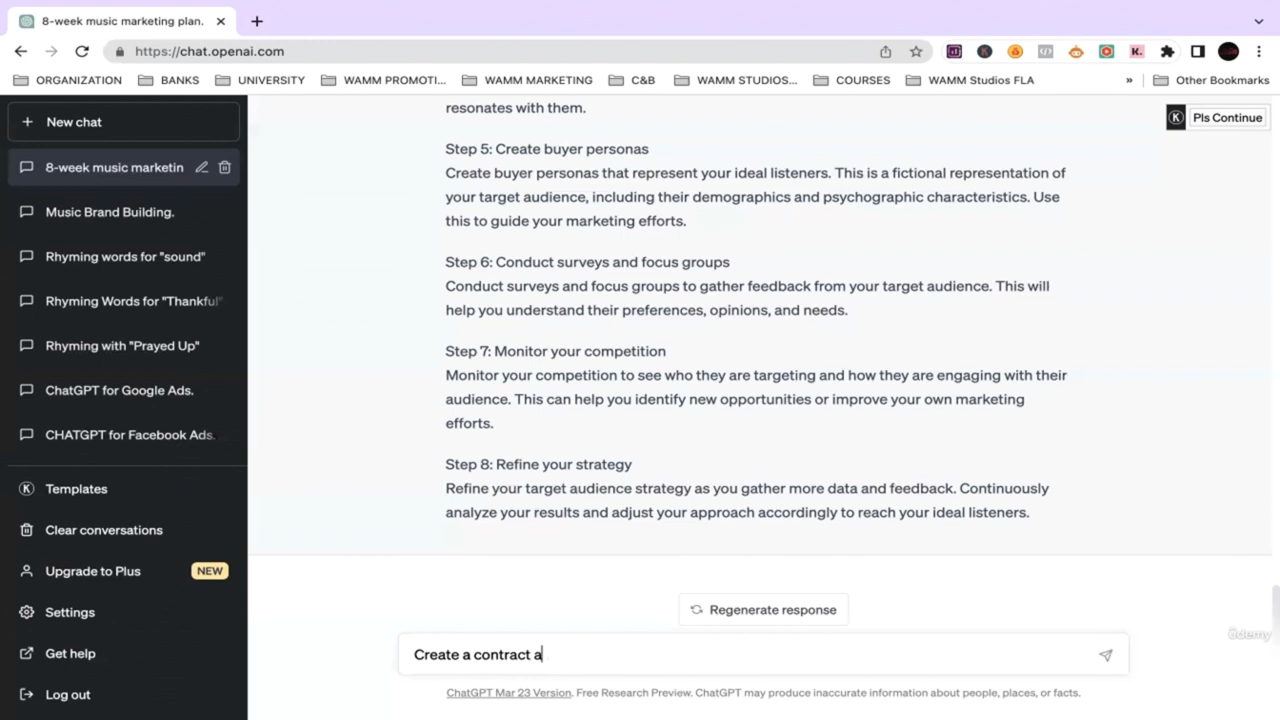 8-week music marketing plan.
https://chat.openai.com
K.
ORGANIZATION
BANKS
UNIVERSITY
WAMM PROMOTI...
WAMM MARKETING
C&B
WAMM STUDIOS...
COURSES
WAMM Studios FLA
»
Other Bookmarks
New chat
8-week music marketin
Music Brand Building.
Rhyming words for "sound"
Rhyming Words for "Thankful"
Rhyming with "Prayed Up"
ChatGPT for Google Ads.
CHATGPT for Facebook Ads.
K Templates
Clear conversations
Upgrade to Plus NEW
Settings
Get help
Log out
K Pls Continue
resonates with them.
Step 5: Create buyer personas
Create buyer personas that represent your ideal listeners. This is a fictional representation of
your target audience, including their demographics and psychographic characteristics. Use
this to guide your marketing efforts.
Step 6: Conduct surveys and focus groups
Conduct surveys and focus groups to gather feedback from your target audience. This will
help you understand their preferences, opinions, and needs.
Step 7: Monitor your competition
Monitor your competition to see who they are targeting and how they are engaging with their
audience. This can help you identify new opportunities or improve your own marketing
efforts.
Step 8: Refine your strategy
Refine your target audience strategy as you gather more data and feedback. Continuously
analyze your results and adjust your approach accordingly to reach your ideal listeners.
Regenerate response
Create a contract a
ChatGPT Mar 23 Version. Free Research Preview. ChatGPT may produce inaccurate information about people, places, or facts.
ûdemy